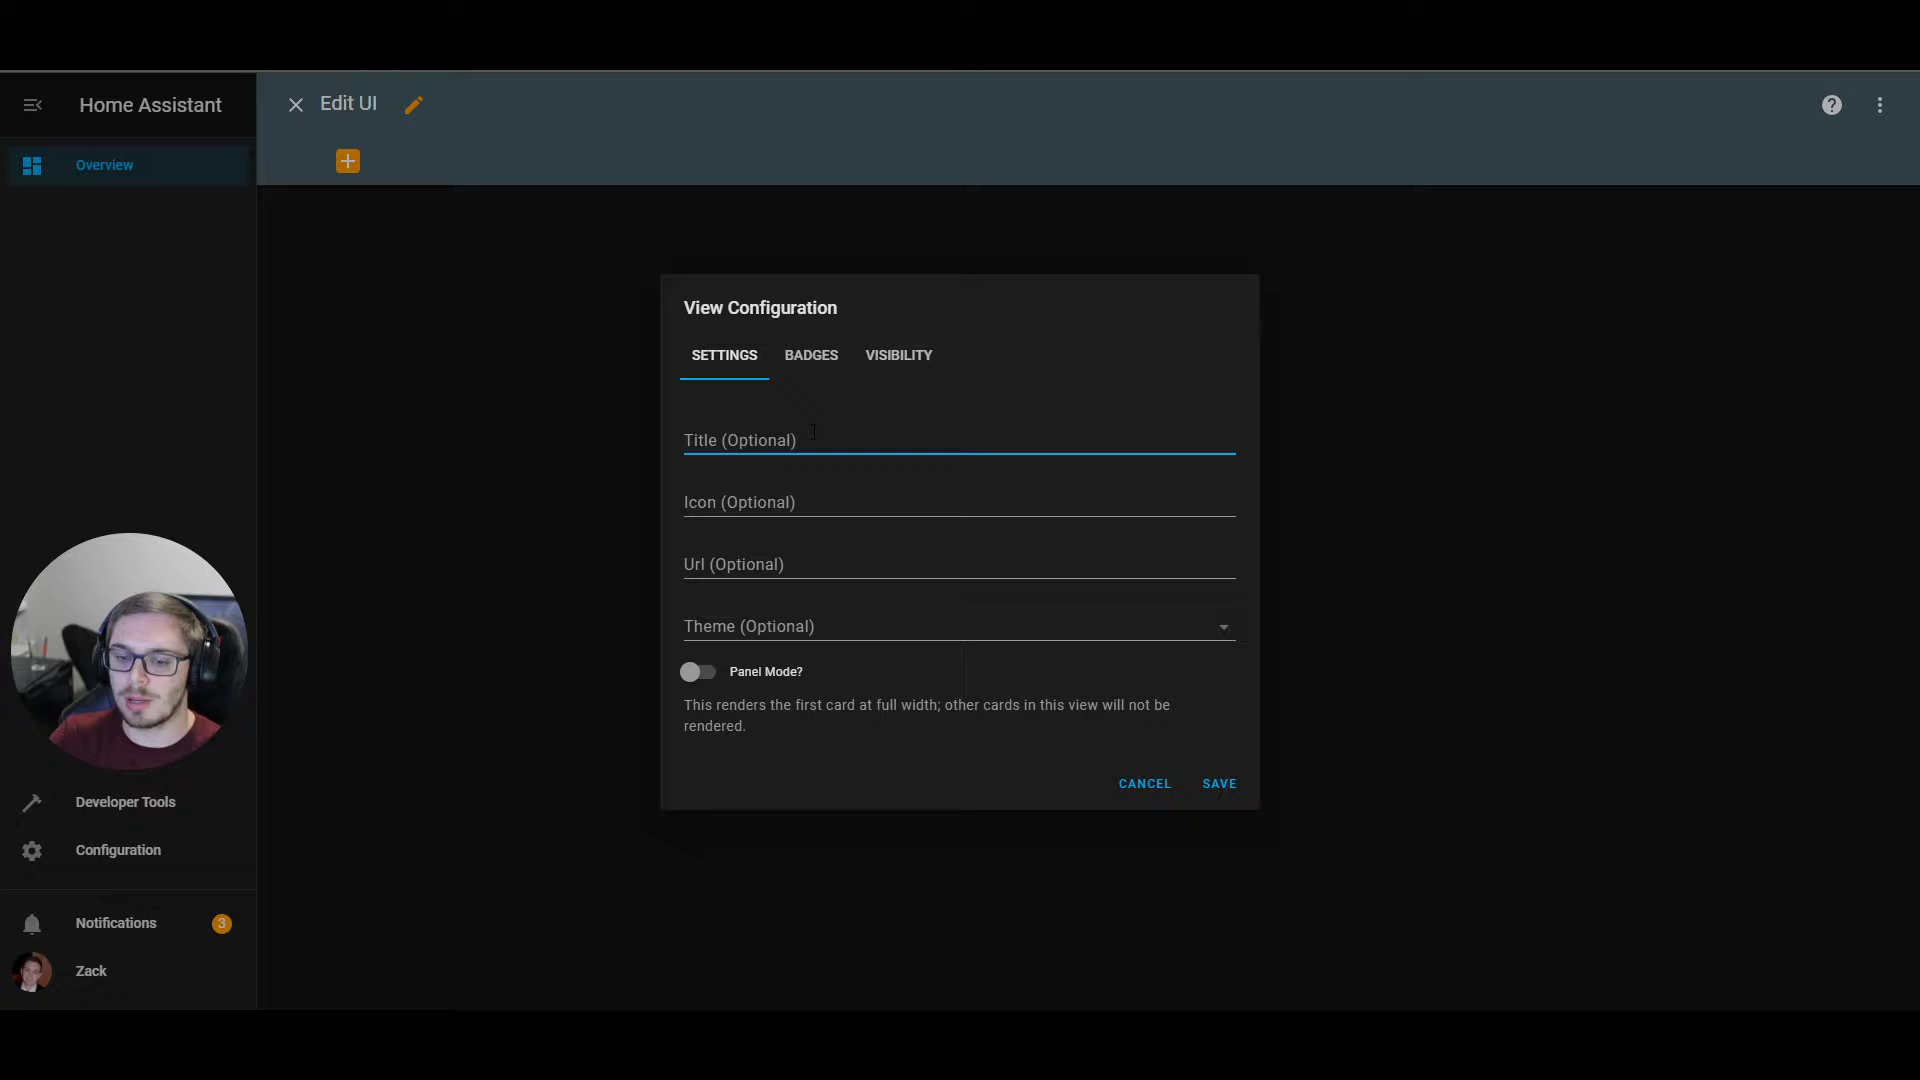 Home Assistant
Edit UI
Overview
View Configuration
SETTINGS
BADGES
VISIBILITY
Title (Optional)
Icon (Optional)
Url (Optional)
Theme (Optional)
Panel Mode?
This renders the first card at full width; other cards in this view will not be
rendered.
CANCEL
SAVE
Developer Tools
Configuration
Notifications
3
Zack